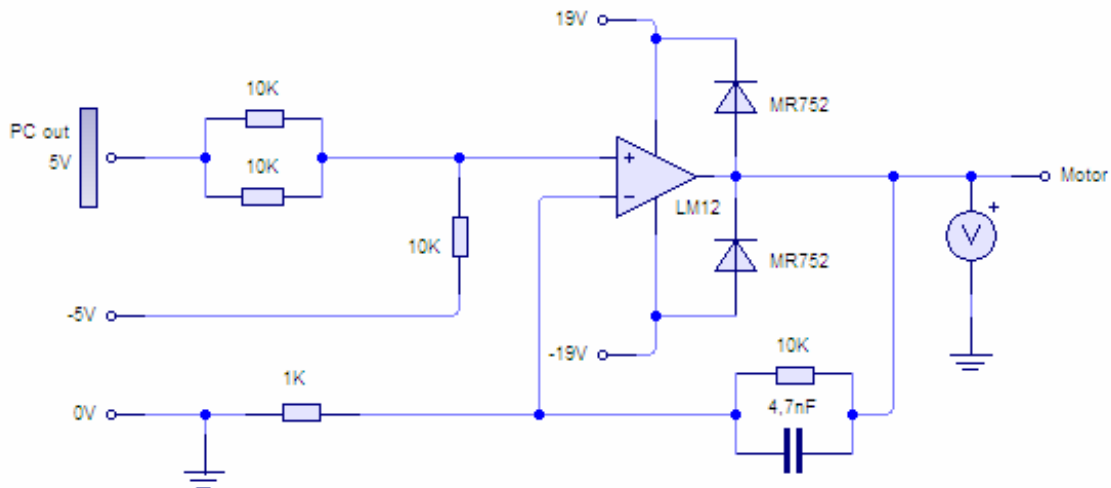 19V
10K
MR752
PC out
5V
10K
+
Motor
-
LM12
+
V
10K
MR752
-5V
-19V
10K
1K
4,7nF
0V